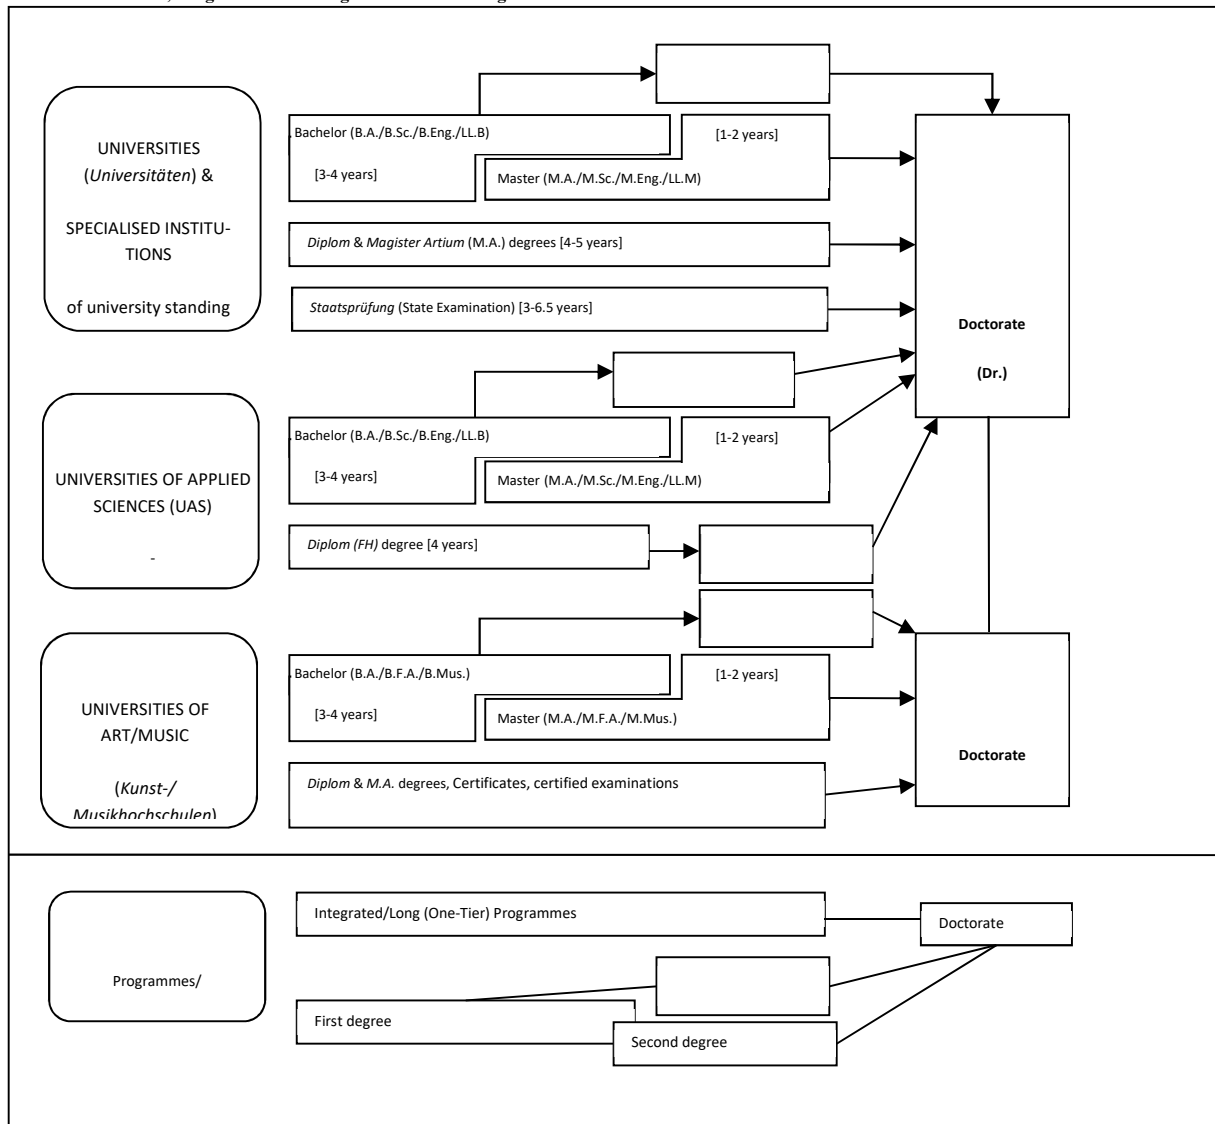 UNIVERSITIES
(Universitäten) &
SPECIALISED INSTITU-
TIONS
of university standing
Bachelor (B.A./B.Sc./B.Eng./LL.B)
[3-4 years]
[1-2 years]
Master (M.A./M.Sc./M.Eng./LL.M)
Diplom & Magister Artium (M.A.) degrees [4-5 years]
Staatsprüfung (State Examination) [3-6.5 years]
Doctorate
(Dr.)
UNIVERSITIES OF APPLIED
SCIENCES (UAS)
-
Bachelor (B.A./B.Sc./B.Eng./LL.B)
[3-4 years]
[1-2 years]
Master (M.A./M.Sc./M.Eng./LL.M)
Diplom (FH) degree [4 years]
UNIVERSITIES OF
ART/MUSIC
(Kunst-/
Musikhochschulen)
Bachelor (B.A./B.F.A./B.Mus.)
[3-4 years]
[1-2 years]
Master (M.A./M.F.A./M.Mus.)
Diplom & M.A. degrees, Certificates, certified examinations
Doctorate
Programmes/
Integrated/Long (One-Tier) Programmes
Doctorate
First degree
Second degree